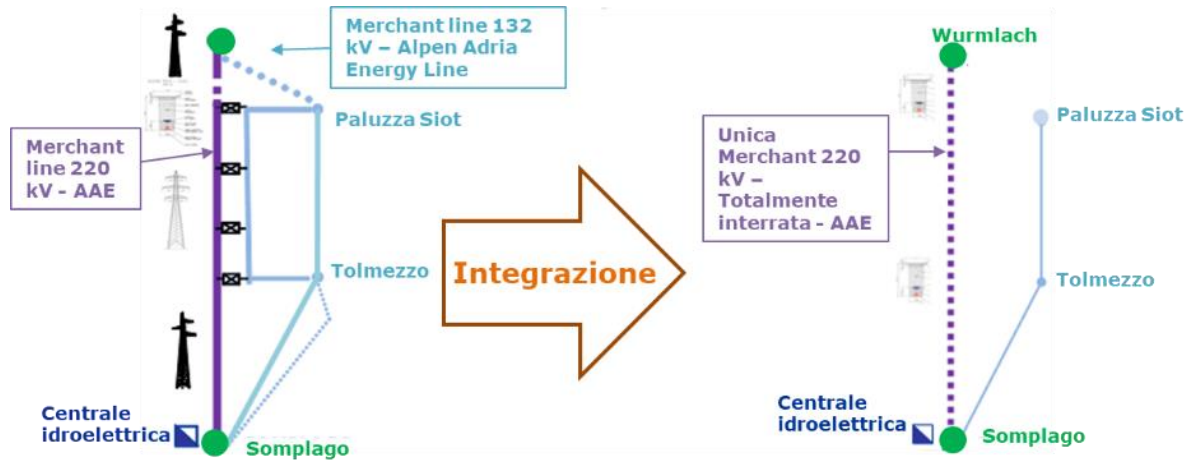 Merchant line 132
kV – Alpen Adria
Energy Line
Paluzza Siot
Merchant
line 220
kV - AAE
Tolmezzo
Centrale
idroelettrica
Somplago
Integrazione
Wurmlach
Paluzza Siot
Unica
Merchant 220
kV –
Totalmente
interrata - AAE
Tolmezzo
Centrale
idroelettrica
Somplago